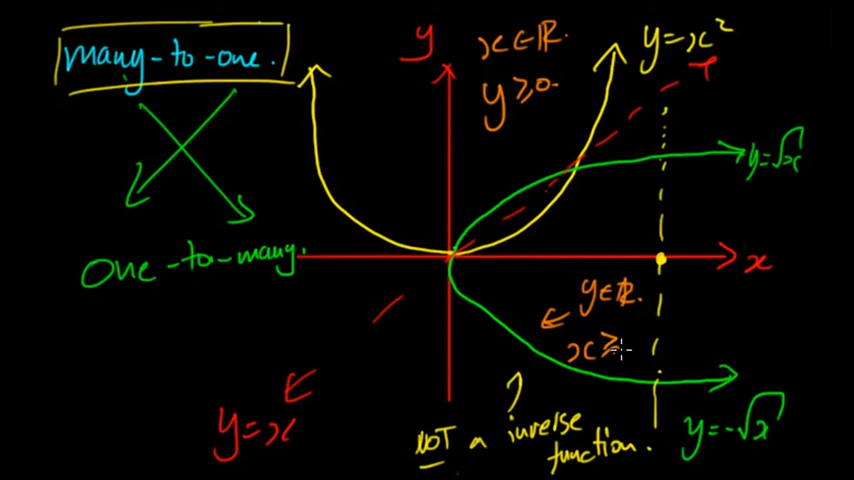 many-to-one.
One-to-many.
y
x∈ℝ.
y≥0.
y=x²
y=√x
x
y∈ℝ.
x≥
y=x
NOT a inverse
function.
y=-√x